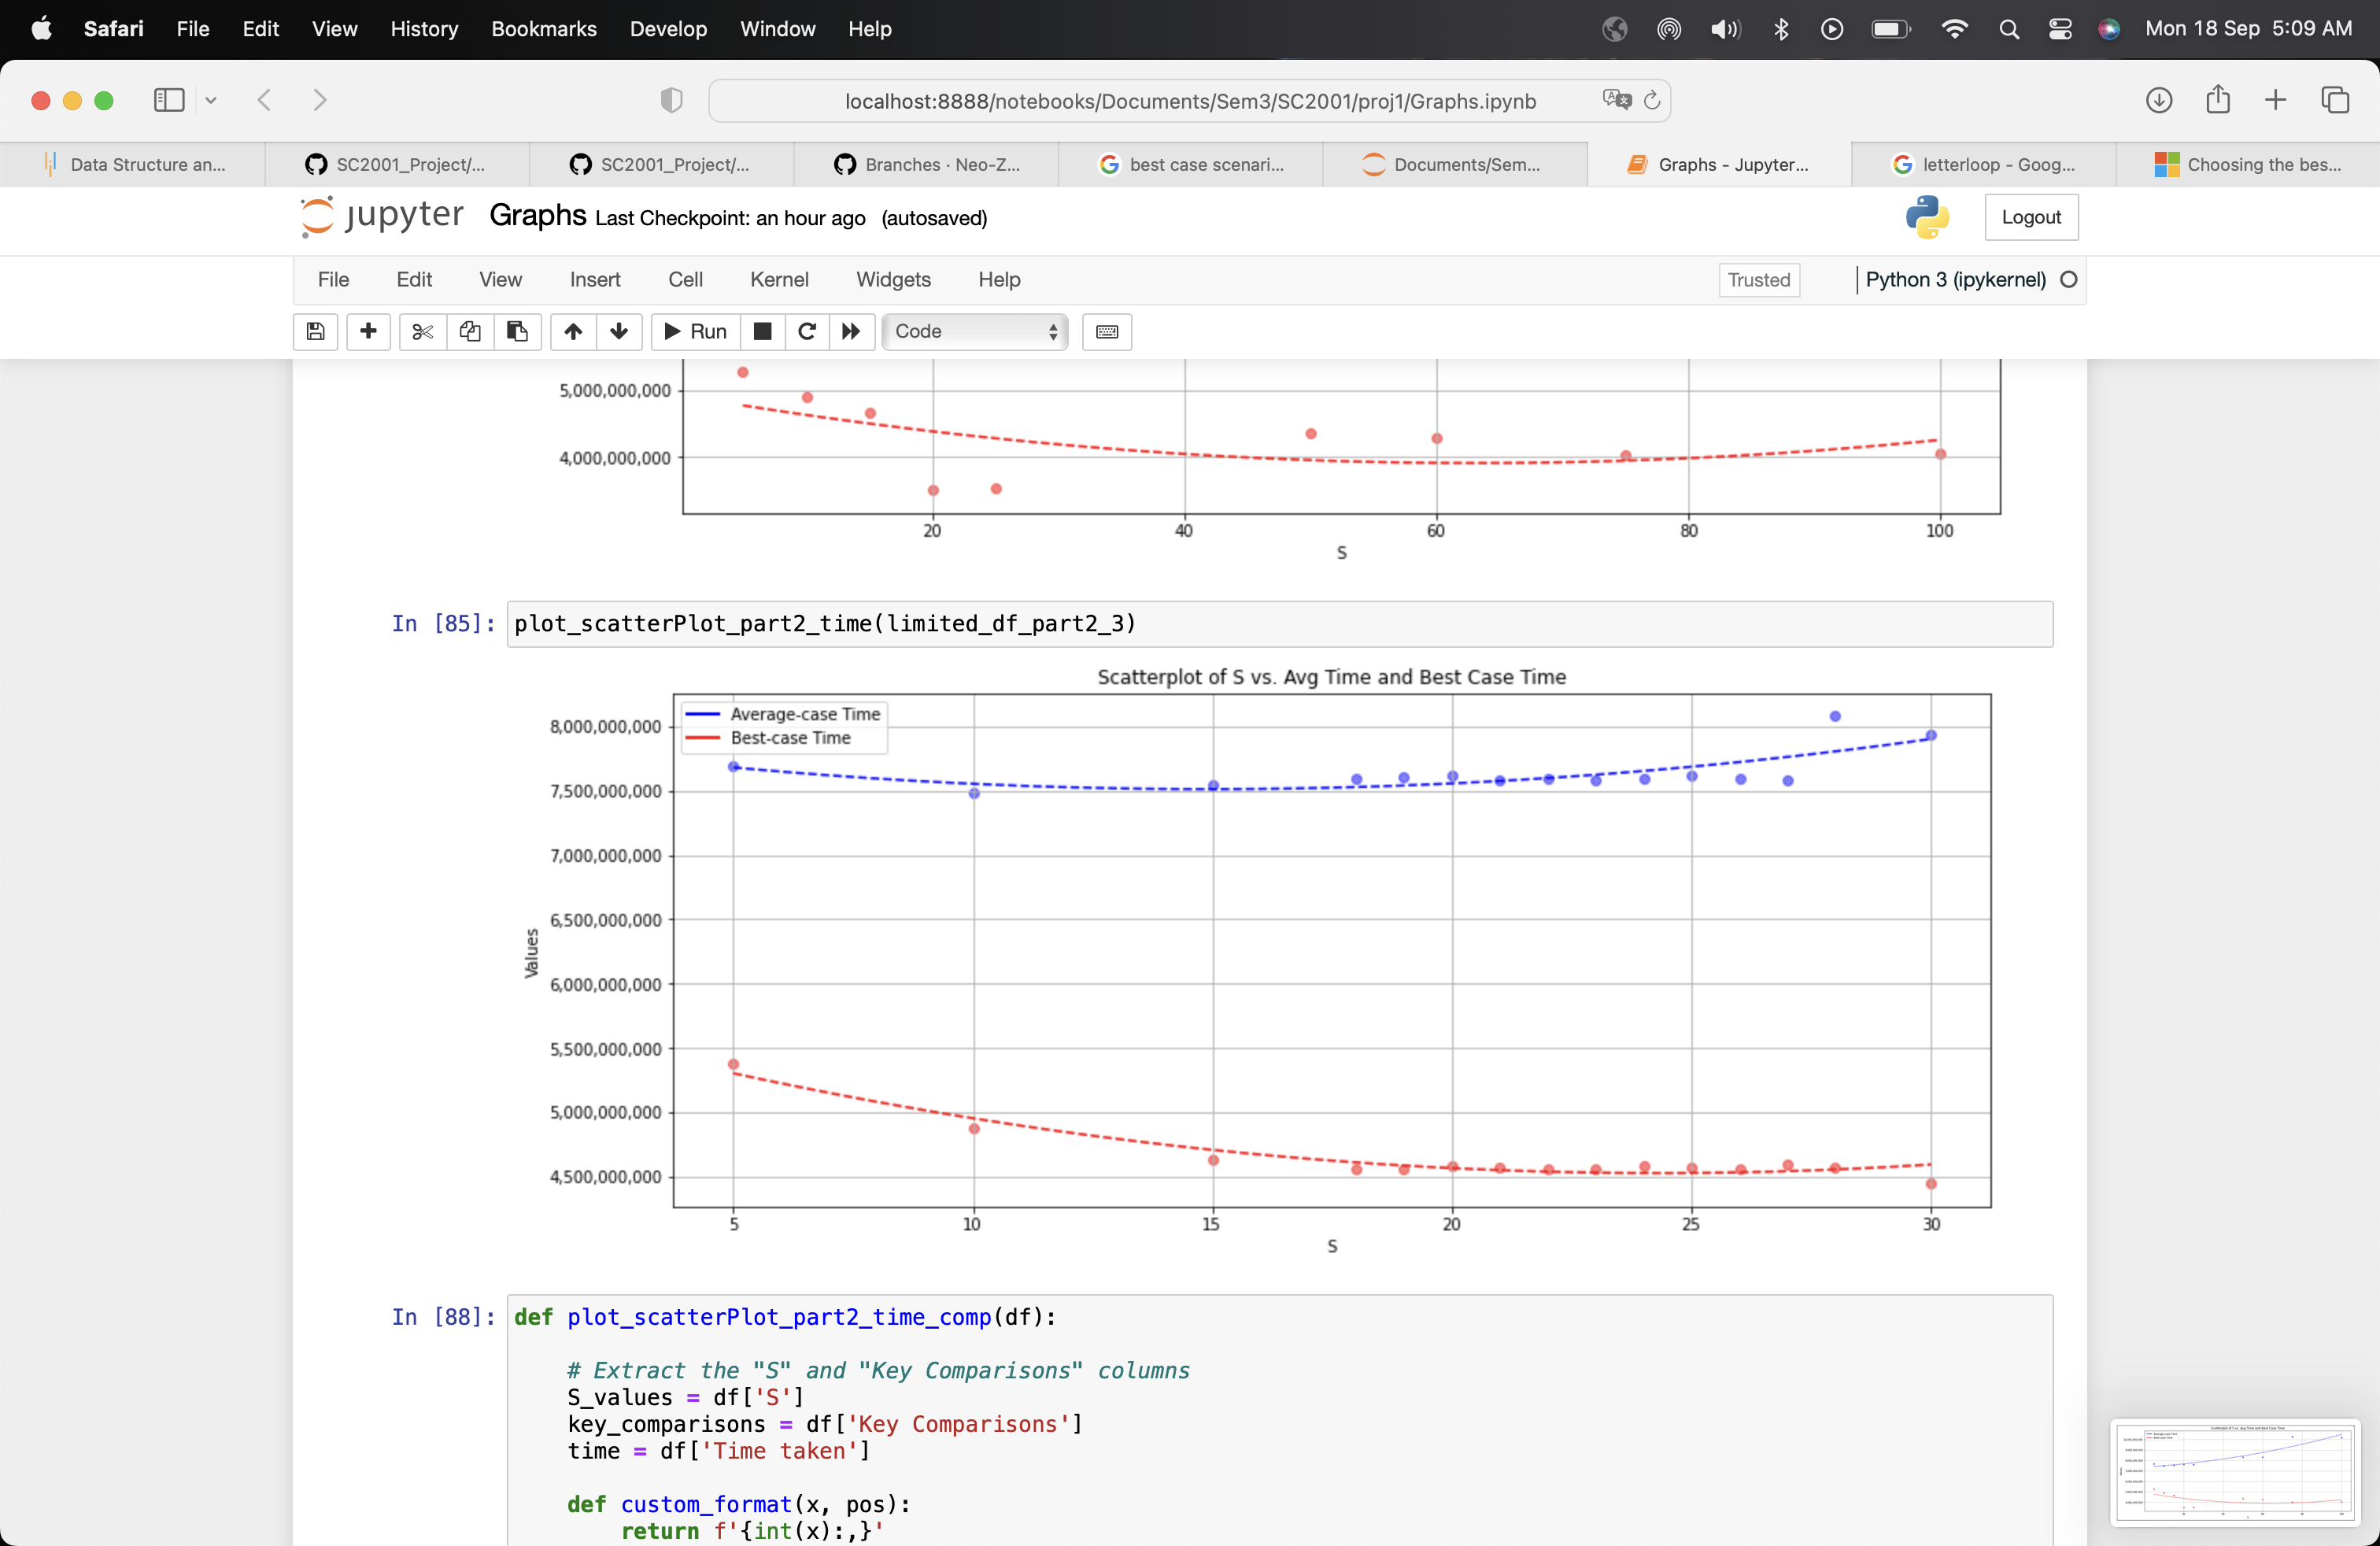 Safari File Edit View History Bookmarks Develop Window Help Mon 18 Sep 5:09 AM
localhost:8888/notebooks/Documents/Sem3/SC2001/proj1/Graphs.ipynb
Data Structure an... SC2001_Project/... SC2001_Project/... Branches · Neo-Z... best case scenari... Documents/Sem... Graphs - Jupyter... letterloop - Goog... Choosing the bes...
jupyter Graphs Last Checkpoint: an hour ago (autosaved) Logout
File Edit View Insert Cell Kernel Widgets Help Trusted Python 3 (ipykernel)
Run Code
5,000,000,000
4,000,000,000
20 40 60 80 100
S
In [85]: plot_scatterPlot_part2_time(limited_df_part2_3)
Scatterplot of S vs. Avg Time and Best Case Time
Average-case Time
Best-case Time
8,000,000,000
7,500,000,000
7,000,000,000
6,500,000,000
6,000,000,000
5,500,000,000
5,000,000,000
4,500,000,000
Values
5 10 15 20 25 30
S
In [88]: def plot_scatterPlot_part2_time_comp(df):
# Extract the "S" and "Key Comparisons" columns
S_values = df['S']
key_comparisons = df['Key Comparisons']
time = df['Time taken']
def custom_format(x, pos):
return f'{int(x):,}'